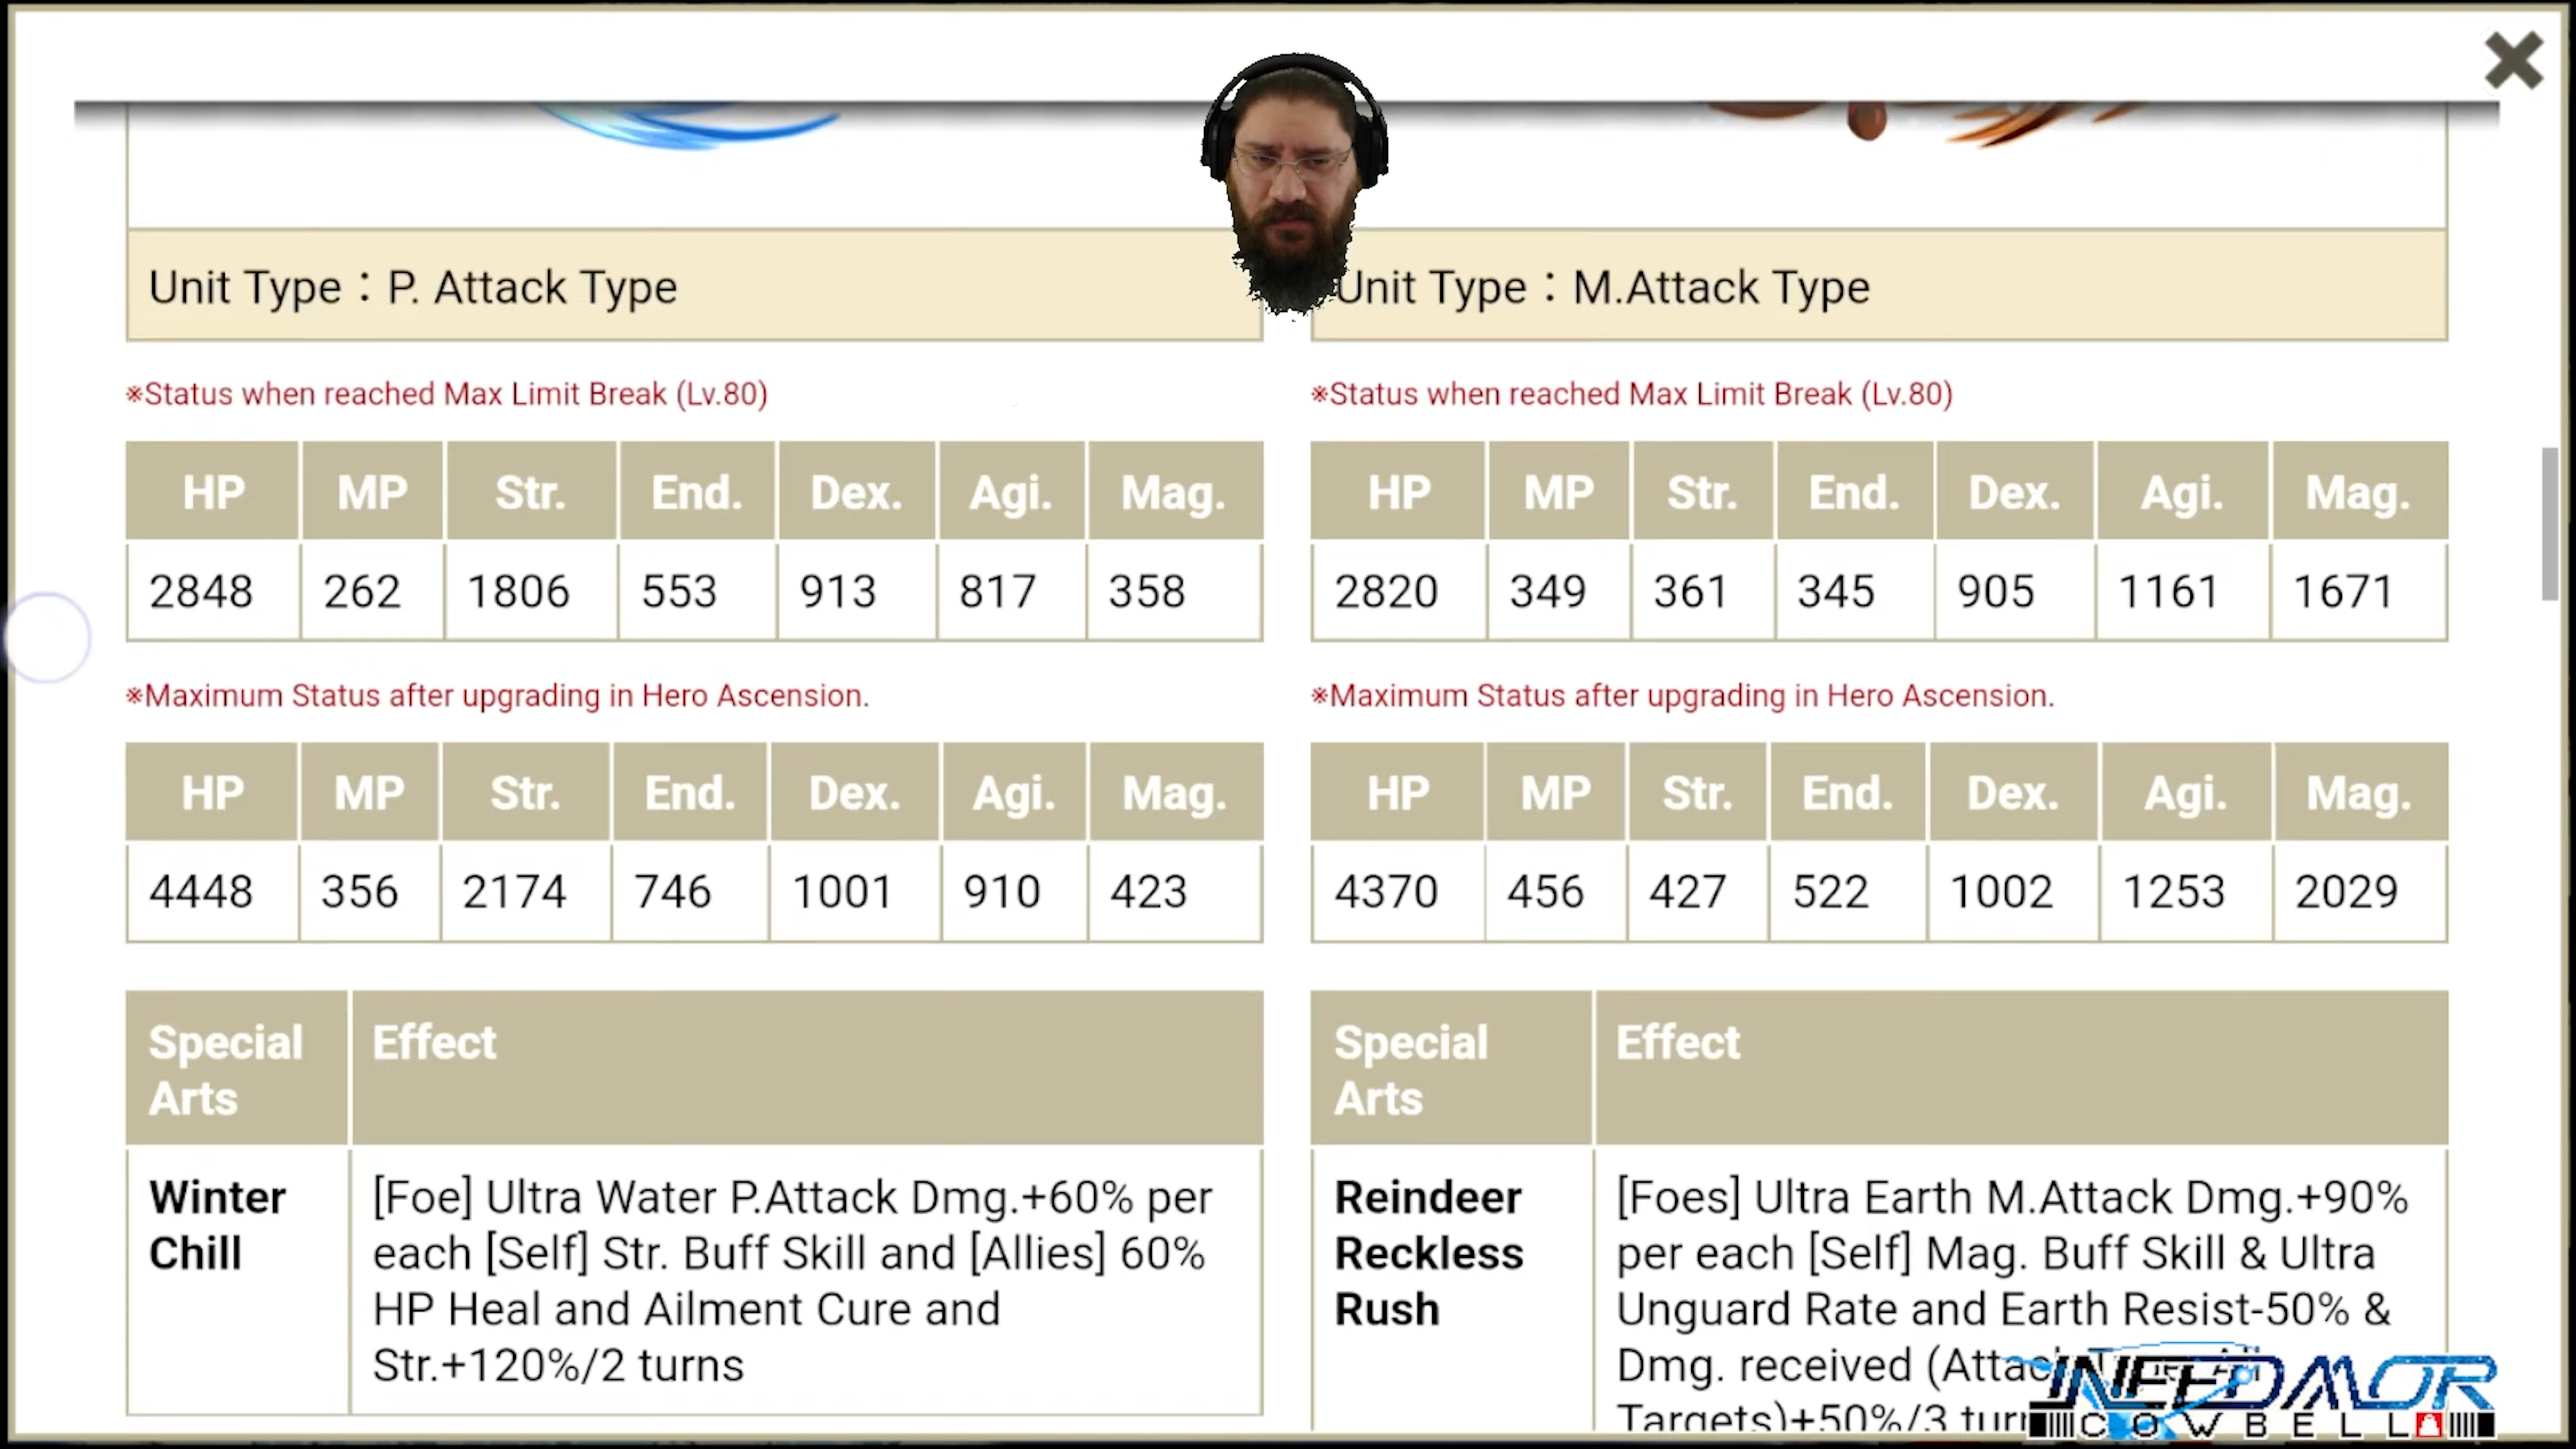 Unit Type：P. Attack Type
※Status when reached Max Limit Break (Lv.80)
HP MP Str. End. Dex. Agi. Mag.
2848 262 1806 553 913 817 358
※Maximum Status after upgrading in Hero Ascension.
HP MP Str. End. Dex. Agi. Mag.
4448 356 2174 746 1001 910 423
Special
Arts
Effect
Winter
Chill
[Foe] Ultra Water P.Attack Dmg.+60% per
each [Self] Str. Buff Skill and [Allies] 60%
HP Heal and Ailment Cure and
Str.+120%/2 turns
Unit Type：M.Attack Type
※Status when reached Max Limit Break (Lv.80)
HP MP Str. End. Dex. Agi. Mag.
2820 349 361 345 905 1161 1671
※Maximum Status after upgrading in Hero Ascension.
HP MP Str. End. Dex. Agi. Mag.
4370 456 427 522 1002 1253 2029
Special
Arts
Effect
Reindeer
Reckless
Rush
[Foes] Ultra Earth M.Attack Dmg.+90%
per each [Self] Mag. Buff Skill & Ultra
Unguard Rate and Earth Resist-50% &
Dmg. received
Targets)+50%/3
INEEDMOR
COWBELL